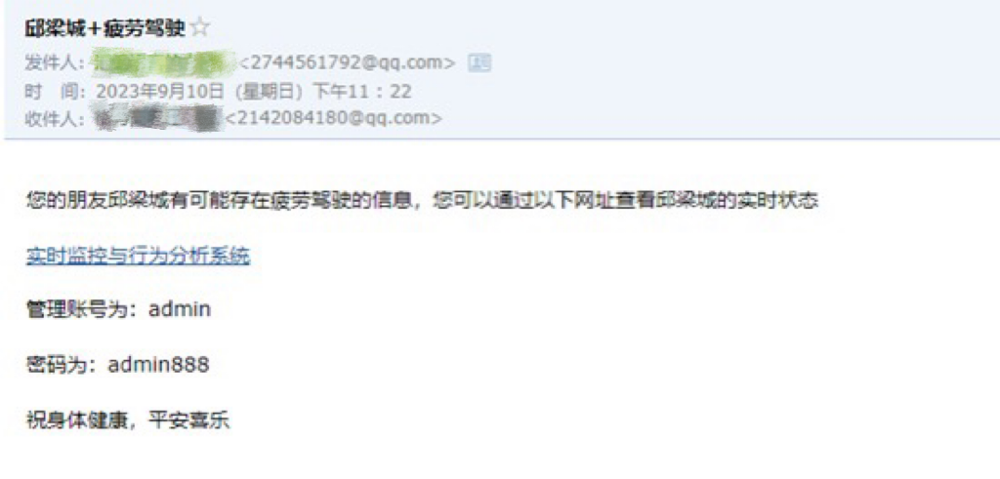 邱梁城+疲劳驾驶☆
发件人: <2744561792@qq.com>
时 间: 2023年9月10日 (星期日) 下午11:22
收件人: <2142084180@qq.com>
您的朋友邱梁城有可能存在疲劳驾驶的信息，您可以通过以下网址查看邱梁城的实时状态
实时监控与行为分析系统
管理账号为：admin
密码为：admin888
祝身体健康，平安喜乐